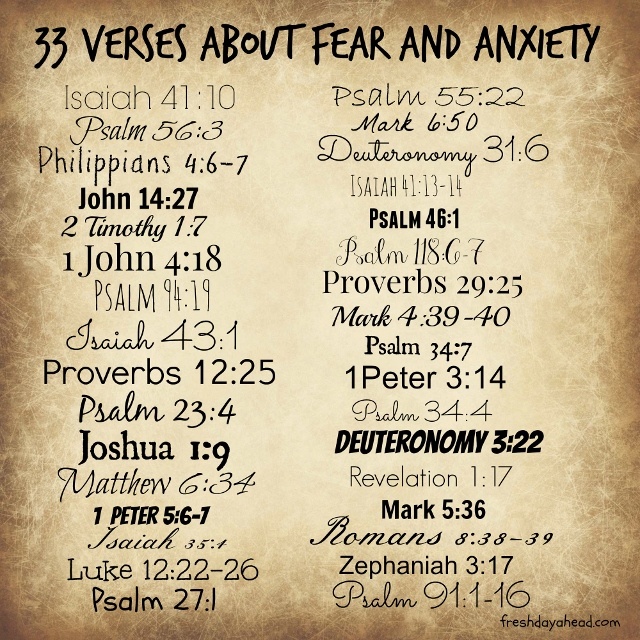 33 VERSES ABOUT FEAR AND ANXIETY
Isaiah 41:10
Psalm 56:3
Philippians 4:6-7
John 14:27
2 Timothy 1:7
1 John 4:18
PSALM 94:19
Isaiah 43:1
Proverbs 12:25
Psalm 23:4
Joshua 1:9
Matthew 6:34
1 PETER 5:6-7
Isaiah 35:4
Luke 12:22-26
Psalm 27:1
Psalm 55:22
Mark 6:50
Deuteronomy 31:6
ISAIAH 41:13-14
PSALM 46:1
Psalm 118:6-7
Proverbs 29:25
Mark 4:39-40
Psalm 34:7
1Peter 3:14
Psalm 34:4
DEUTERONOMY 3:22
Revelation 1:17
Mark 5:36
Romans 8:38-39
Zephaniah 3:17
Psalm 91:1-16
freshdayahead.com